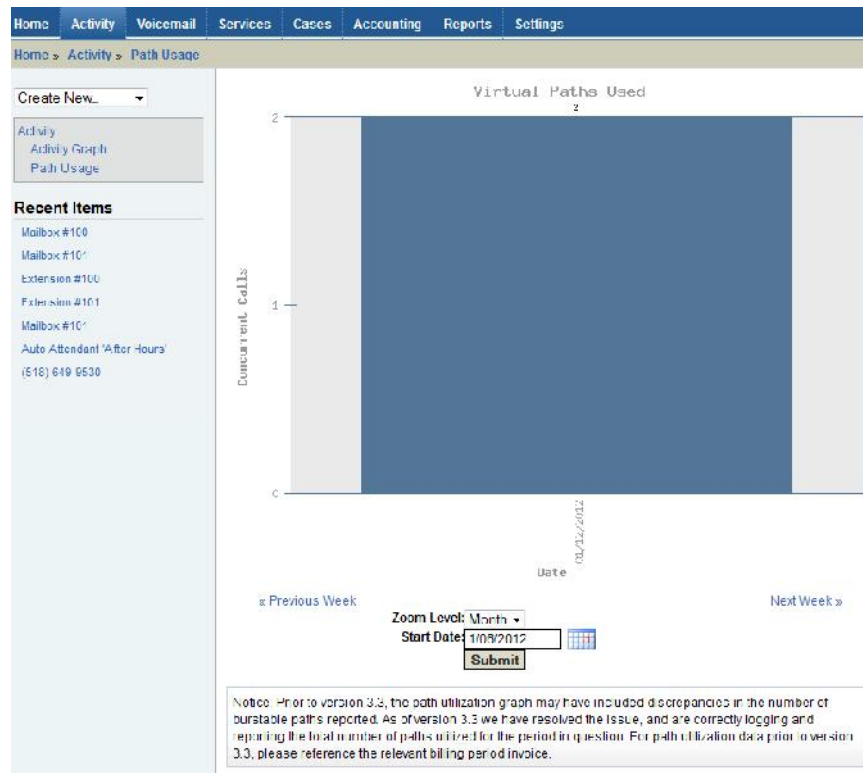 Home Activity Voicemail Services Cases Accounting Reports Settings
Home » Activity » Path Usage
Create New...
Activity
Activity Graph
Path Usage
Recent Items
Mailbox #100
Mailbox #101
Extension #100
Extension #101
Mailbox #101
Auto Attendant 'After Hours'
(518) 649-9530
Virtual Paths Used
2
2
1
0
Concurrent Calls
01/12/2012
Date
« Previous Week
Next Week »
Zoom Level: Month
Start Date: 1/06/2012
Submit
Notice: Prior to version 3.3, the path utilization graph may have included discrepancies in the number of
burstable paths reported. As of version 3.3 we have resolved the issue, and are correctly logging and
reporting the total number of paths utilized for the period in question. For path utilization data prior to version
3.3, please reference the relevant billing period invoice.